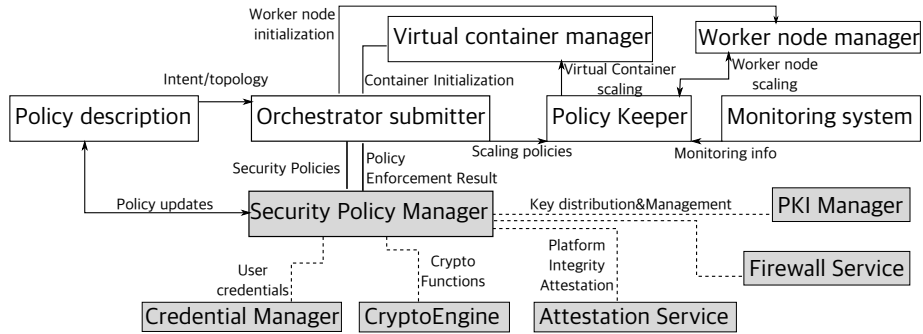 Worker node
initialization
Virtual container manager
Worker node manager
Intent/topology
Container Initialization
Virtual Container
scaling
Worker node
scaling
Policy description
Orchestrator submitter
Policy Keeper
Monitoring system
Security Policies
Policy
Enforcement Result
Scaling policies
Monitoring info
Policy updates
Security Policy Manager
Key distribution&Management
PKI Manager
User
credentials
Crypto
Functions
Platform
Integrity
Attestation
Firewall Service
Credential Manager
CryptoEngine
Attestation Service